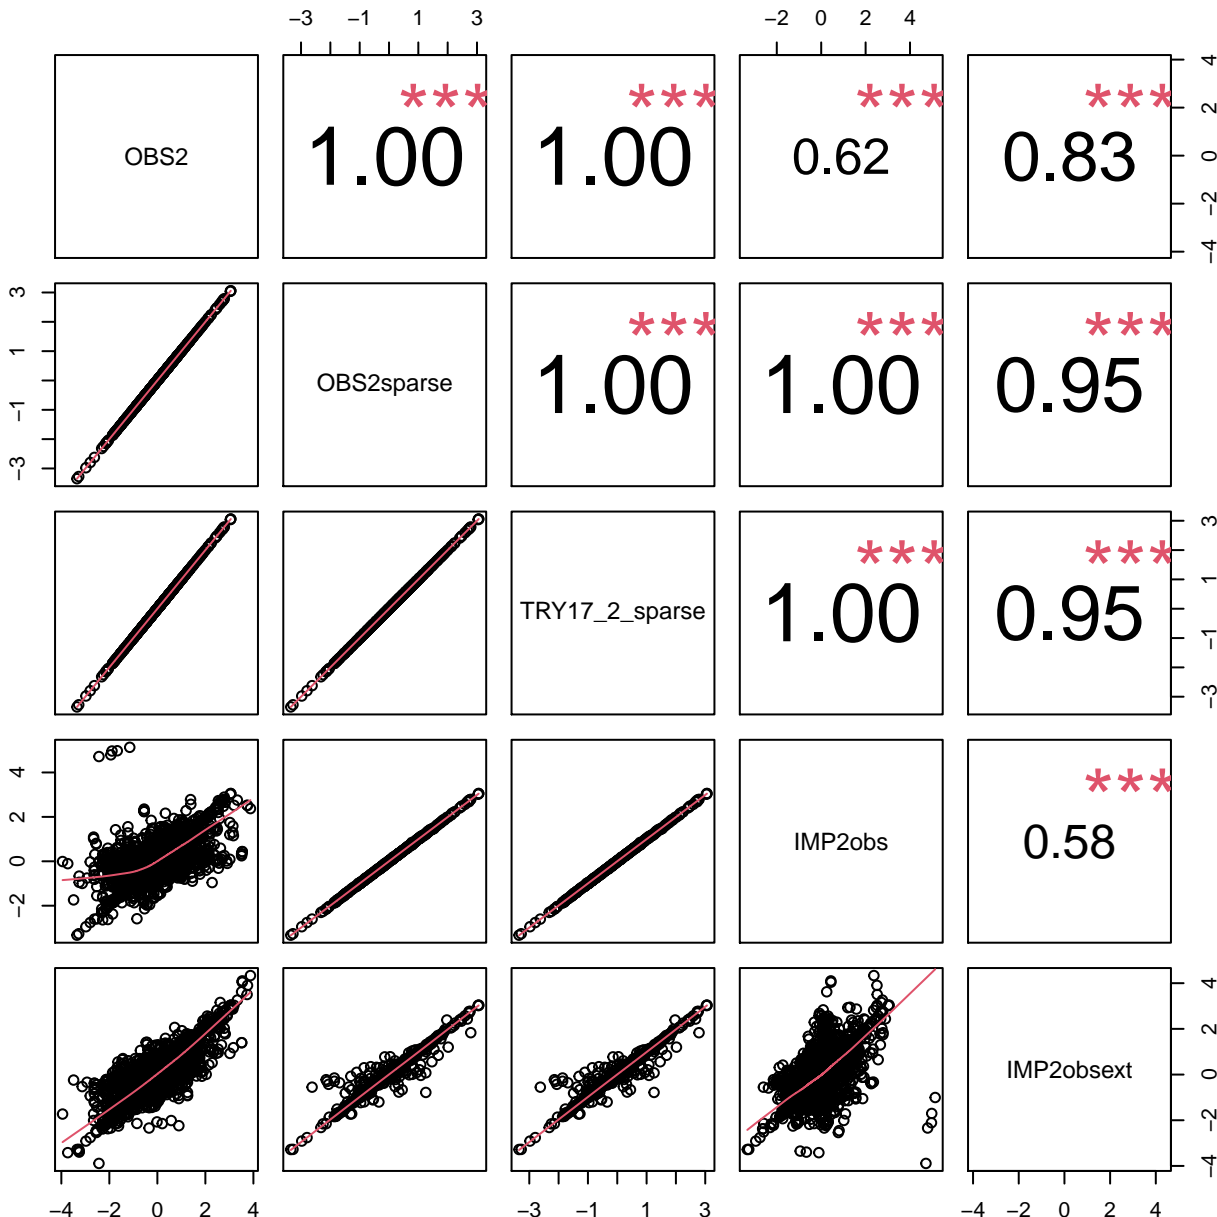 −3 −1 1 3 −2 0 2 4
OBS2 *** 1.00 *** 1.00 *** 0.62 *** 0.83 4 2 0 −2 −4
3 1 −1 −3 OBS2sparse *** 1.00 *** 1.00 *** 0.95
TRY17_2_sparse *** 1.00 *** 0.95 3 1 −1 −3
4 2 0 −2 IMP2obs *** 0.58
IMP2obsext 4 2 0 −2 −4
−4 −2 0 2 4 −3 −1 1 3 −4 −2 0 2 4